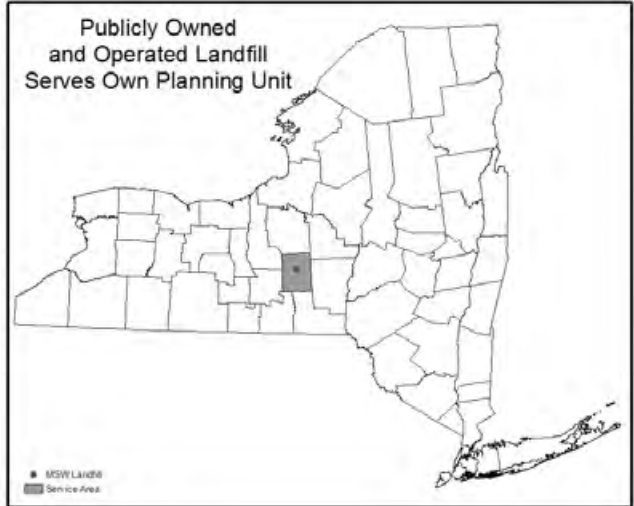 Publicly Owned
and Operated Landfill
Serves Own Planning Unit
MSW Landfill
Service Area